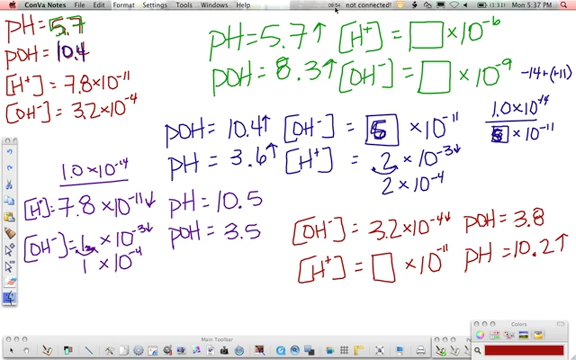 ConVa Notes File Edit Format Settings Tools Window Help not connected! (1:31) Mon 5:37 PM
pH = 5.7
pOH = 10.4
[H+] = 7.8×10⁻¹¹
[OH⁻] = 3.2×10⁻⁴
pH = 5.7↑ [H+] = □ ×10⁻⁶
pOH = 8.3↑ [OH⁻] = □ ×10⁻⁹
-14+(+11)
1.0×10⁻¹⁴
×10⁻¹¹
pOH = 10.4↑ [OH⁻] = ×10⁻¹¹
pH = 3.6↑ [H+] = 2 ×10⁻³↓
2 ×10⁻⁴
1.0×10⁻¹⁴
[H+] = 7.8×10⁻¹¹↓ pH = 10.5
[OH⁻] = ×10⁻³↓ pOH = 3.5
1 ×10⁻⁴
[OH⁻] = 3.2×10⁻⁴↓ pOH = 3.8
[H+] = □ ×10⁻¹¹ pH = 10.2↑
Main Toolbar
Colors